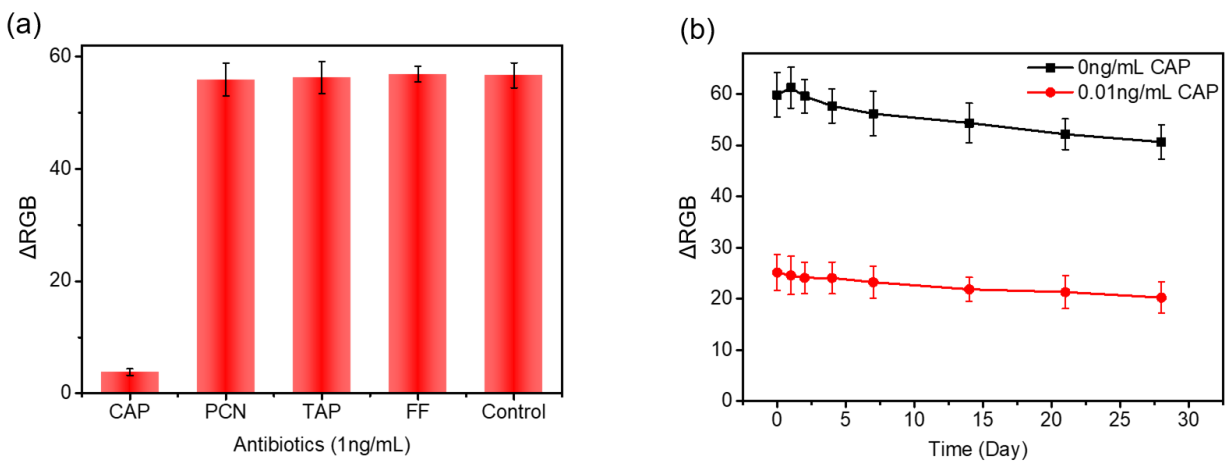 (a)
60
40
20
0
ΔRGB
CAP PCN TAP FF Control
Antibiotics (1ng/mL)
(b)
0ng/mL CAP
0.01ng/mL CAP
60
50
40
30
20
10
0
ΔRGB
0 5 10 15 20 25 30
Time (Day)